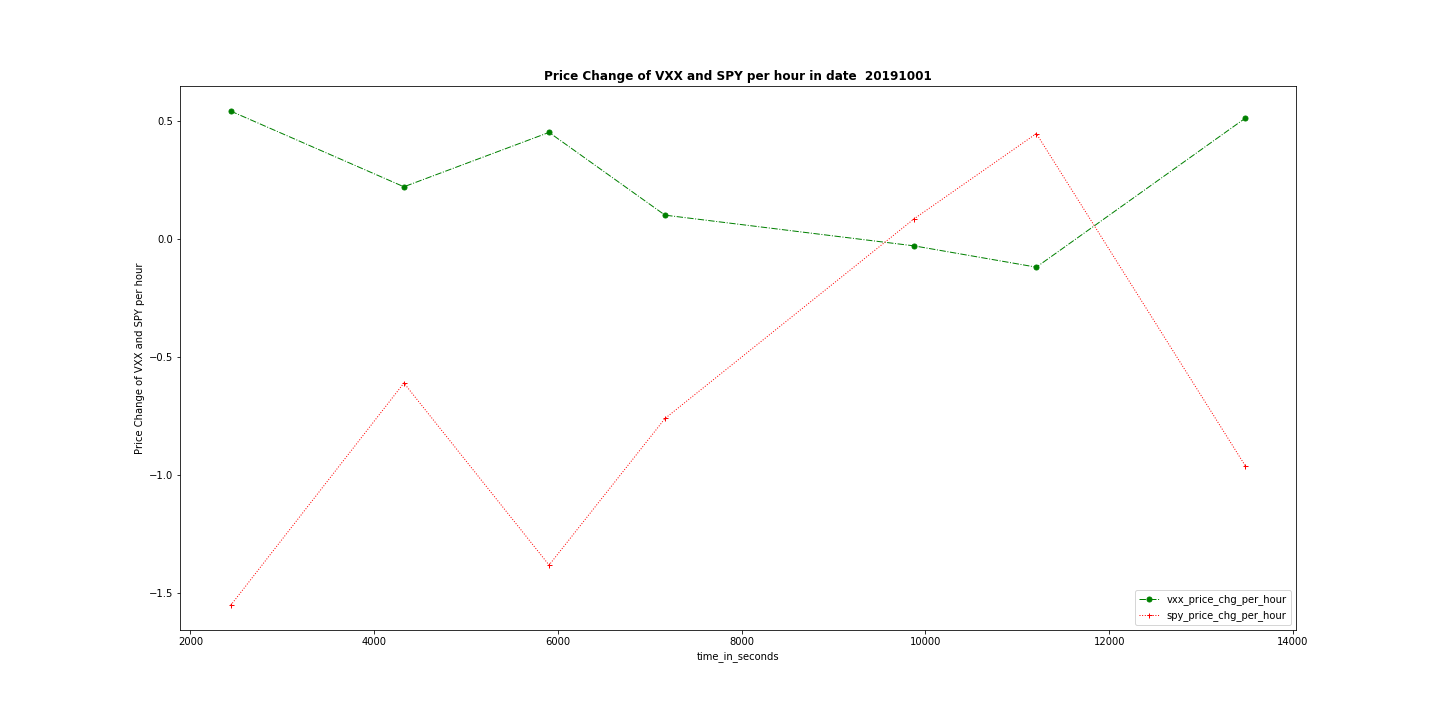 Price Change of VXX and SPY per hour in date  20191001
Price Change of VXX and SPY per hour
0.5
0.0
−0.5
−1.0
−1.5
2000
4000
6000
8000
10000
12000
14000
time_in_seconds
vxx_price_chg_per_hour
spy_price_chg_per_hour